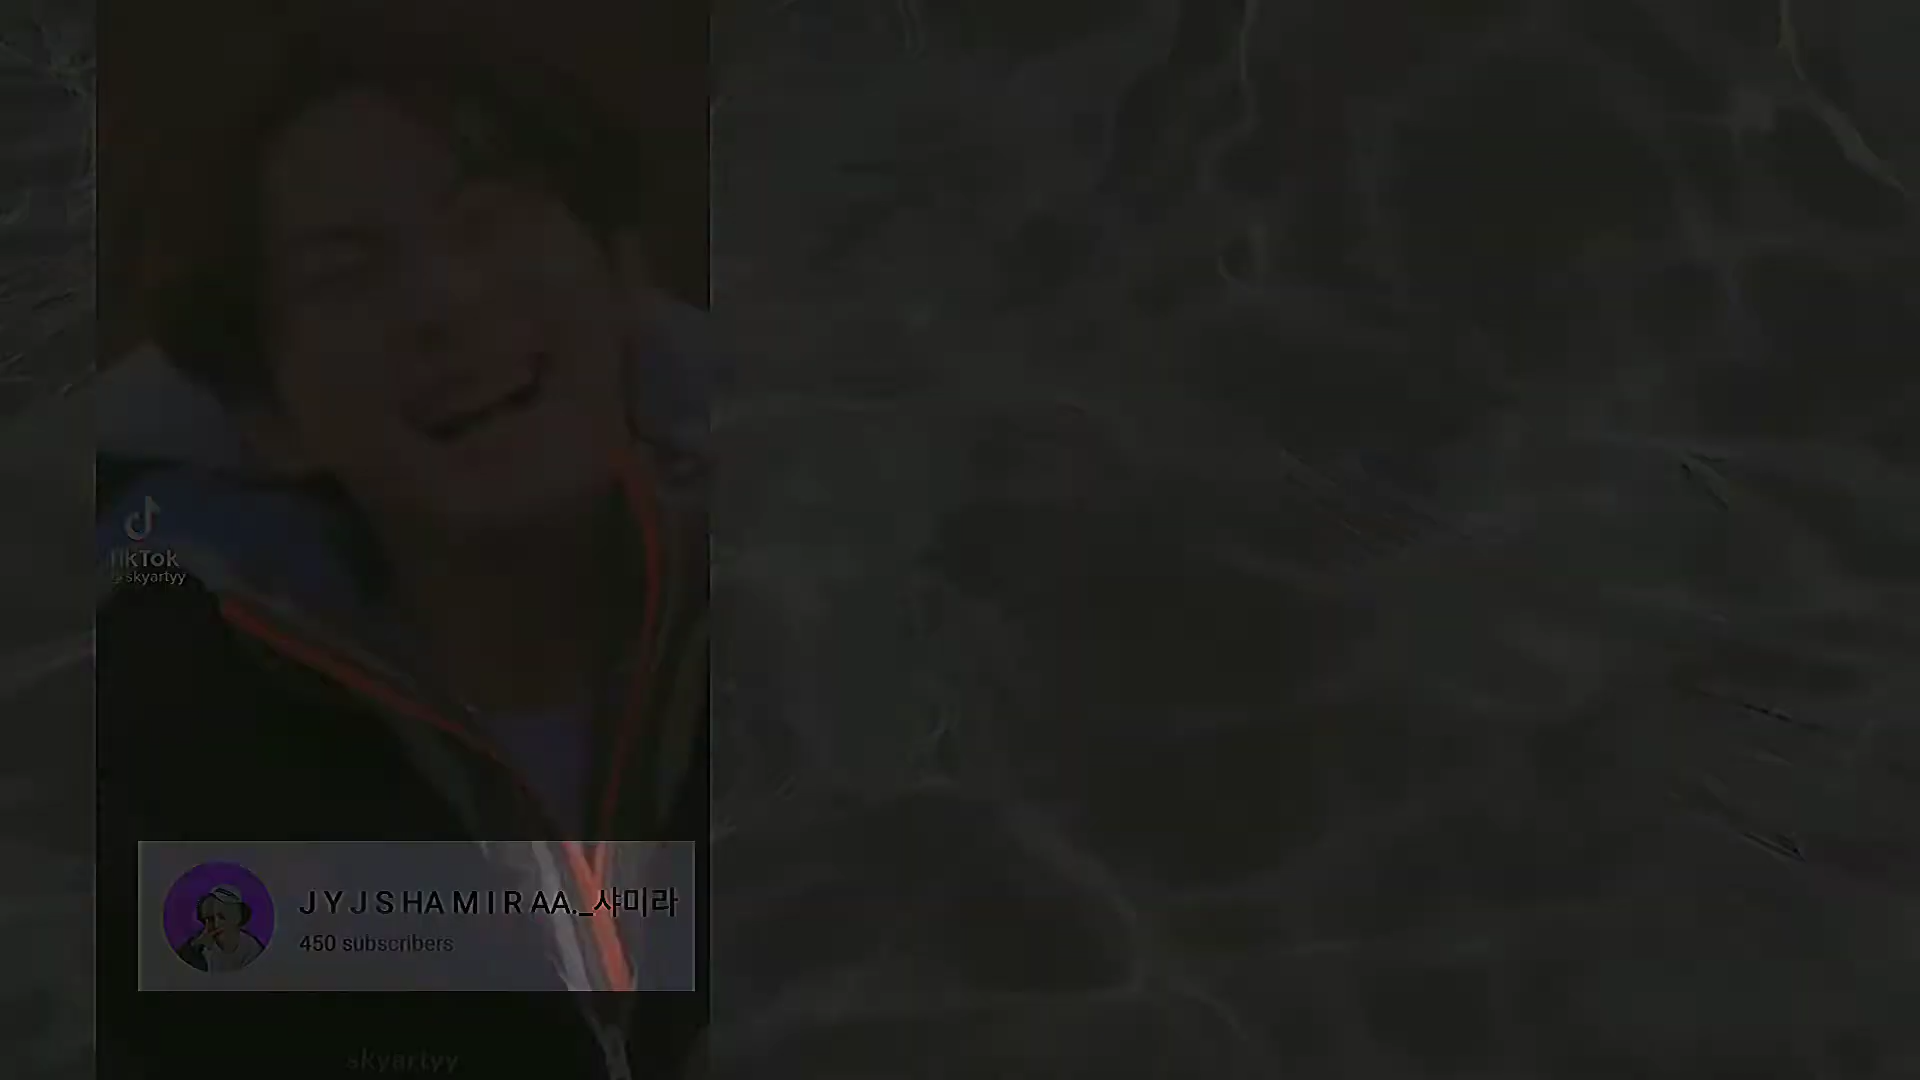 TikTok
@skyartyy
J Y J S HA M I R AA._샤미라
450 subscribers
skyartyy